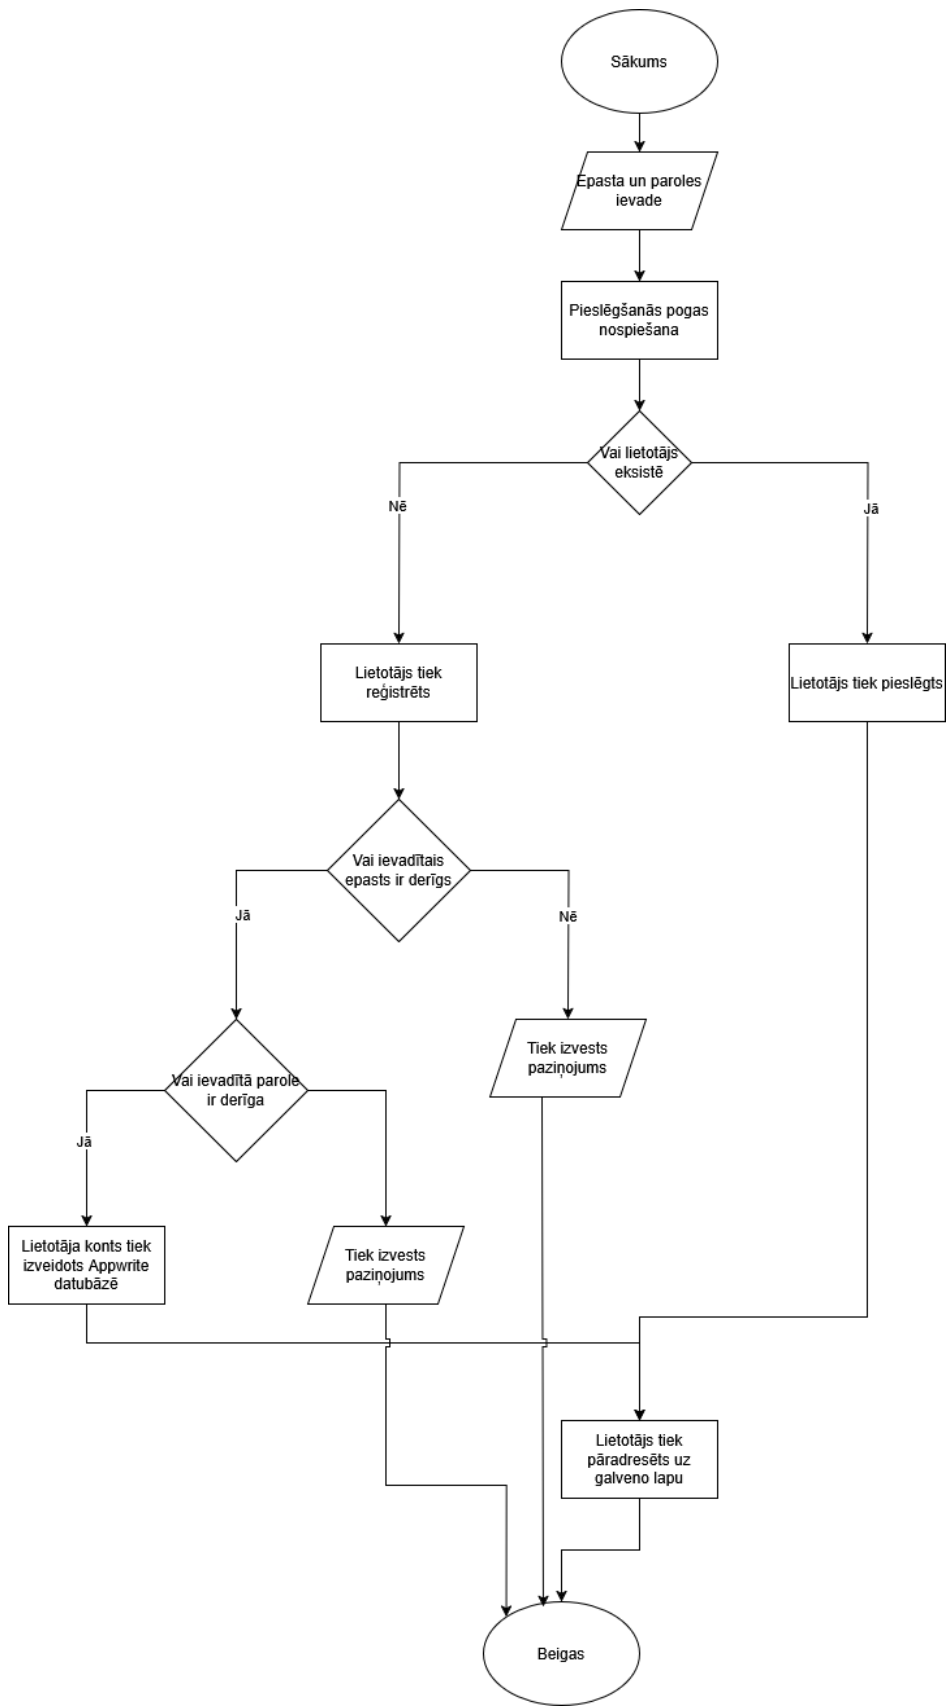 Sākums
Epasta un paroles
ievade
Pieslēgšanās pogas
nospiešana
Vai lietotājs
eksistē
Nē
Jā
Lietotājs tiek
reģistrēts
Lietotājs tiek pieslēgts
Vai ievadītais
epasts ir derīgs
Jā
Nē
Tiek izvests
paziņojums
Vai ievadītā parole
ir derīga
Jā
Lietotāja konts tiek
izveidots Appwrite
datubāzē
Tiek izvests
paziņojums
Lietotājs tiek
pāradresēts uz
galveno lapu
Beigas